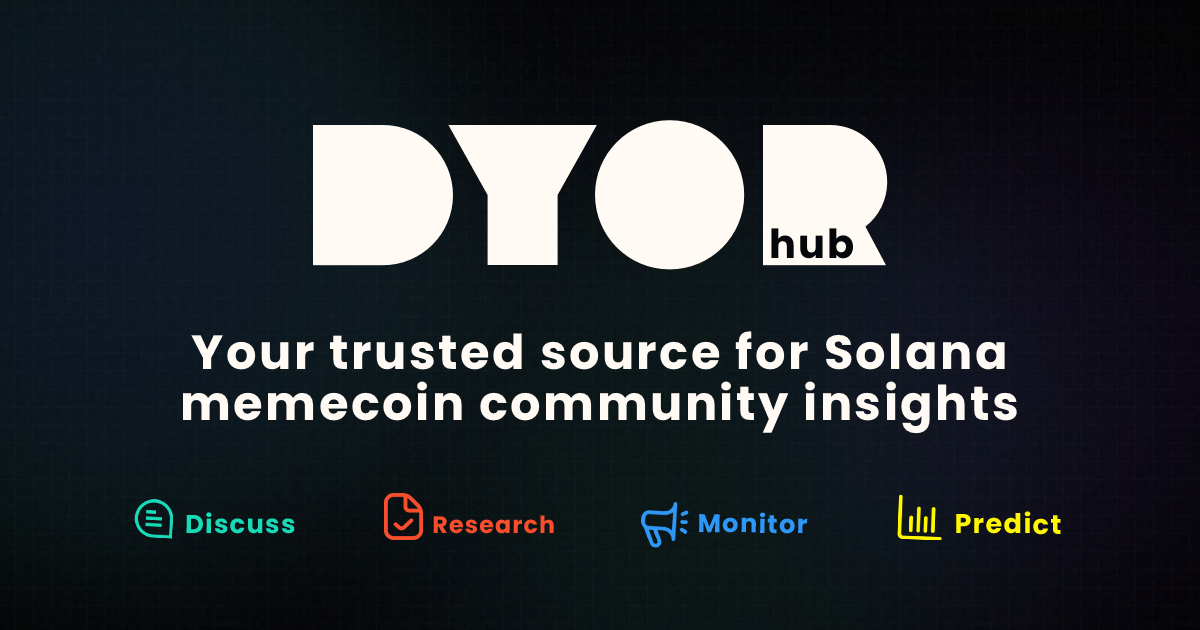 DYOR
hub
Your trusted source for Solana
memecoin community insights
Discuss
Research
Monitor
Predict